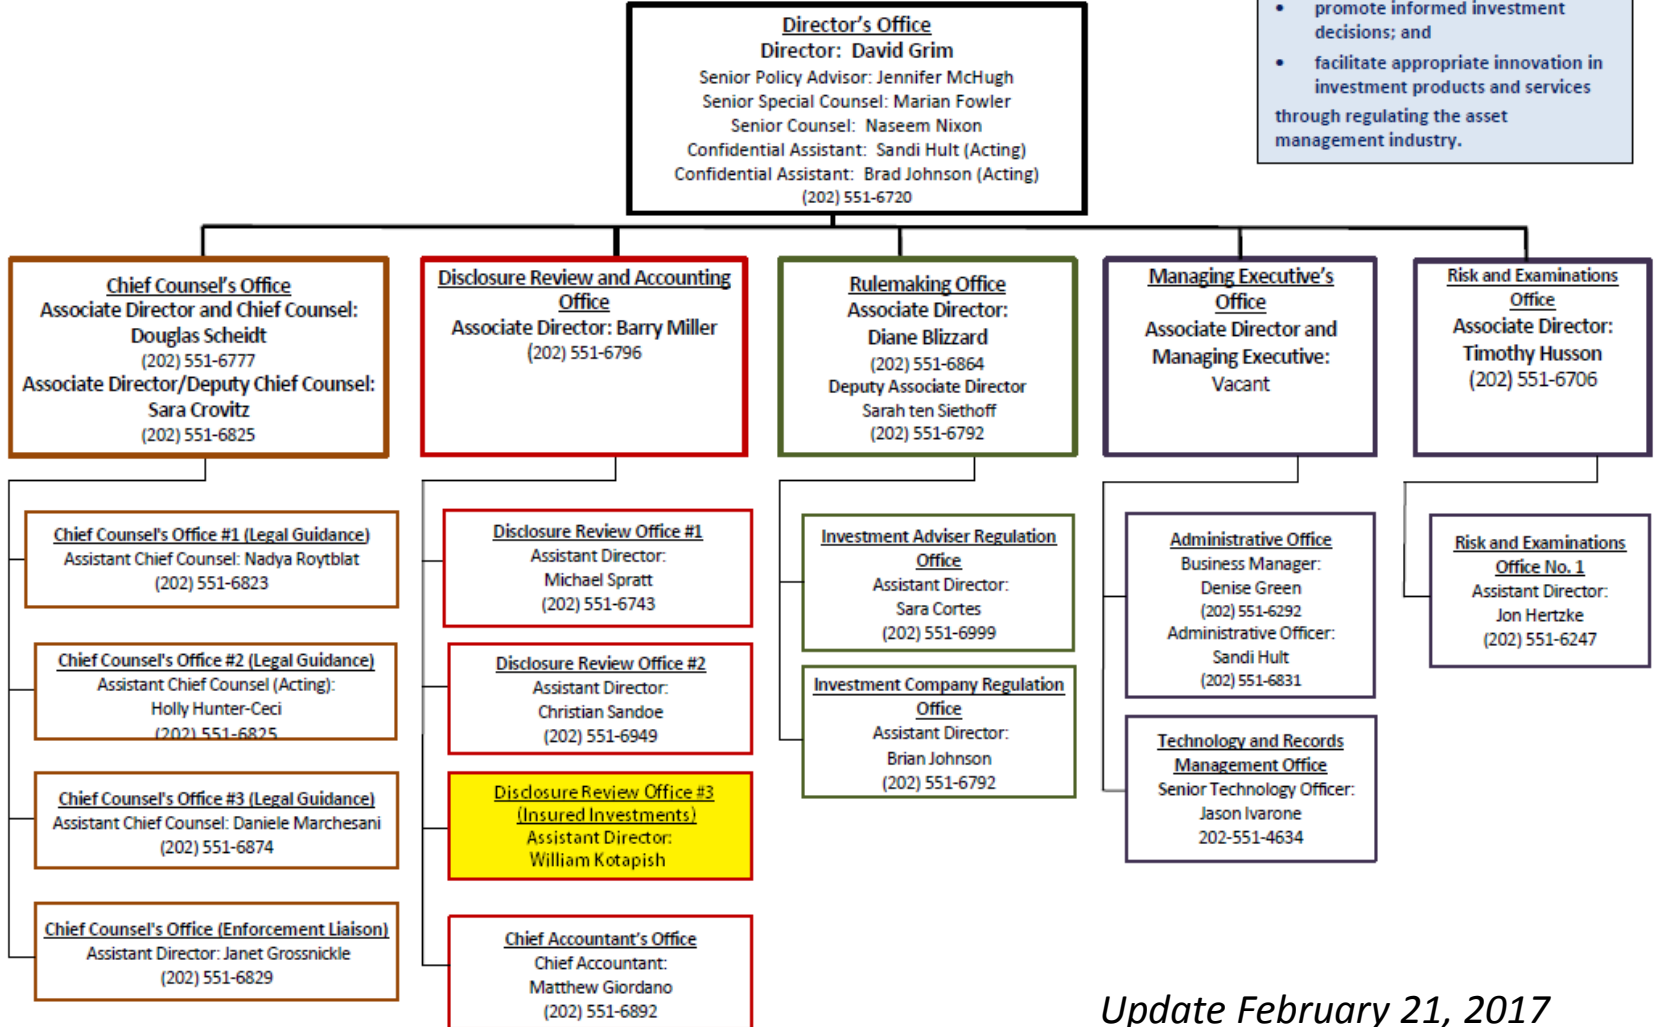 Director's Office
Director:  David Grim
Senior Policy Advisor: Jennifer McHugh
Senior Special Counsel: Marian Fowler
Senior Counsel:  Naseem Nixon
Confidential Assistant:  Sandi Hult (Acting)
Confidential Assistant:  Brad Johnson (Acting)
(202) 551-6720
• promote informed investment
decisions; and
• facilitate appropriate innovation in
investment products and services
through regulating the asset
management industry.
Chief Counsel's Office
Associate Director and Chief Counsel:
Douglas Scheidt
(202) 551-6777
Associate Director/Deputy Chief Counsel:
Sara Crovitz
(202) 551-6825
Disclosure Review and Accounting
Office
Associate Director: Barry Miller
(202) 551-6796
Rulemaking Office
Associate Director:
Diane Blizzard
(202) 551-6864
Deputy Associate Director
Sarah ten Siethoff
(202) 551-6792
Managing Executive's
Office
Associate Director and
Managing Executive:
Vacant
Risk and Examinations
Office
Associate Director:
Timothy Husson
(202) 551-6706
Chief Counsel's Office #1 (Legal Guidance)
Assistant Chief Counsel: Nadya Roytblat
(202) 551-6823
Chief Counsel's Office #2 (Legal Guidance)
Assistant Chief Counsel (Acting):
Holly Hunter-Ceci
(202) 551-6825
Chief Counsel's Office #3 (Legal Guidance)
Assistant Chief Counsel: Daniele Marchesani
(202) 551-6874
Chief Counsel's Office (Enforcement Liaison)
Assistant Director: Janet Grossnickle
(202) 551-6829
Disclosure Review Office #1
Assistant Director:
Michael Spratt
(202) 551-6743
Disclosure Review Office #2
Assistant Director:
Christian Sandoe
(202) 551-6949
Disclosure Review Office #3
(Insured Investments)
Assistant Director:
William Kotapish
Chief Accountant's Office
Chief Accountant:
Matthew Giordano
(202) 551-6892
Investment Adviser Regulation
Office
Assistant Director:
Sara Cortes
(202) 551-6999
Investment Company Regulation
Office
Assistant Director:
Brian Johnson
(202) 551-6792
Administrative Office
Business Manager:
Denise Green
(202) 551-6292
Administrative Officer:
Sandi Hult
(202) 551-6831
Technology and Records
Management Office
Senior Technology Officer:
Jason Ivarone
202-551-4634
Risk and Examinations
Office No. 1
Assistant Director:
Jon Hertzke
(202) 551-6247
Update February 21, 2017